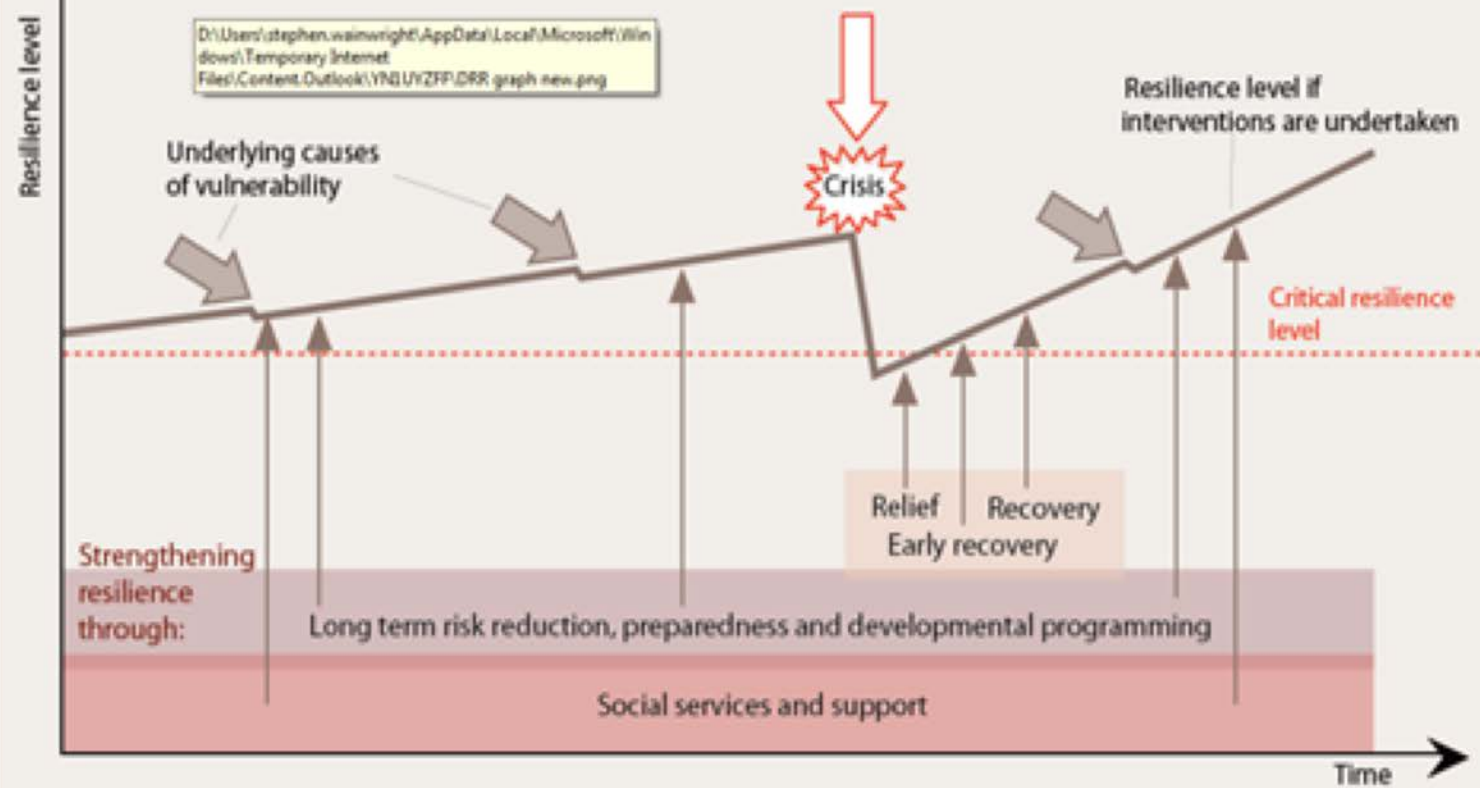 Resilience level
D:\Users\stephen.wainwright\AppData\Local\Microsoft\Win
dows\Temporary Internet
Files\Content.Outlook\YN1UYZFP\DRR graph new.png
Underlying causes
of vulnerability
Crisis
Resilience level if
interventions are undertaken
Critical resilience
level
Relief
Recovery
Early recovery
Strengthening
resilience
through:
Long term risk reduction, preparedness and developmental programming
Social services and support
Time